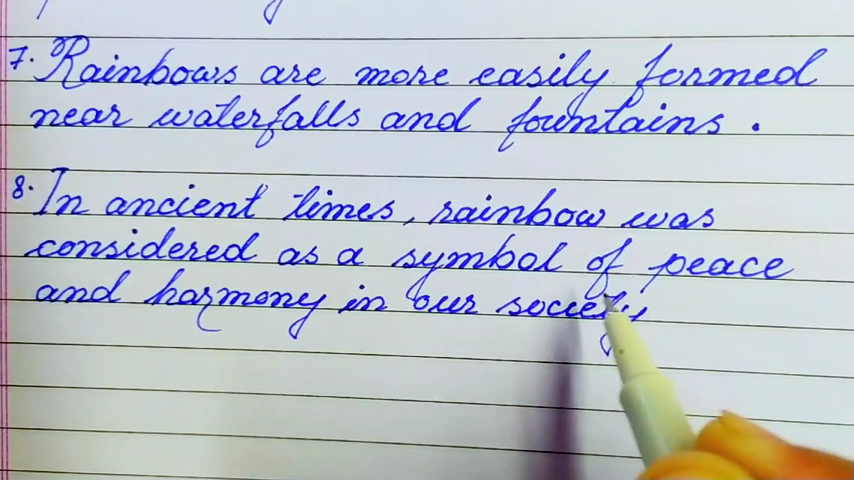 7. Rainbows are more easily formed
near waterfalls and fountains.
8. In ancient times, rainbow was
considered as a symbol of peace
and harmony in our society